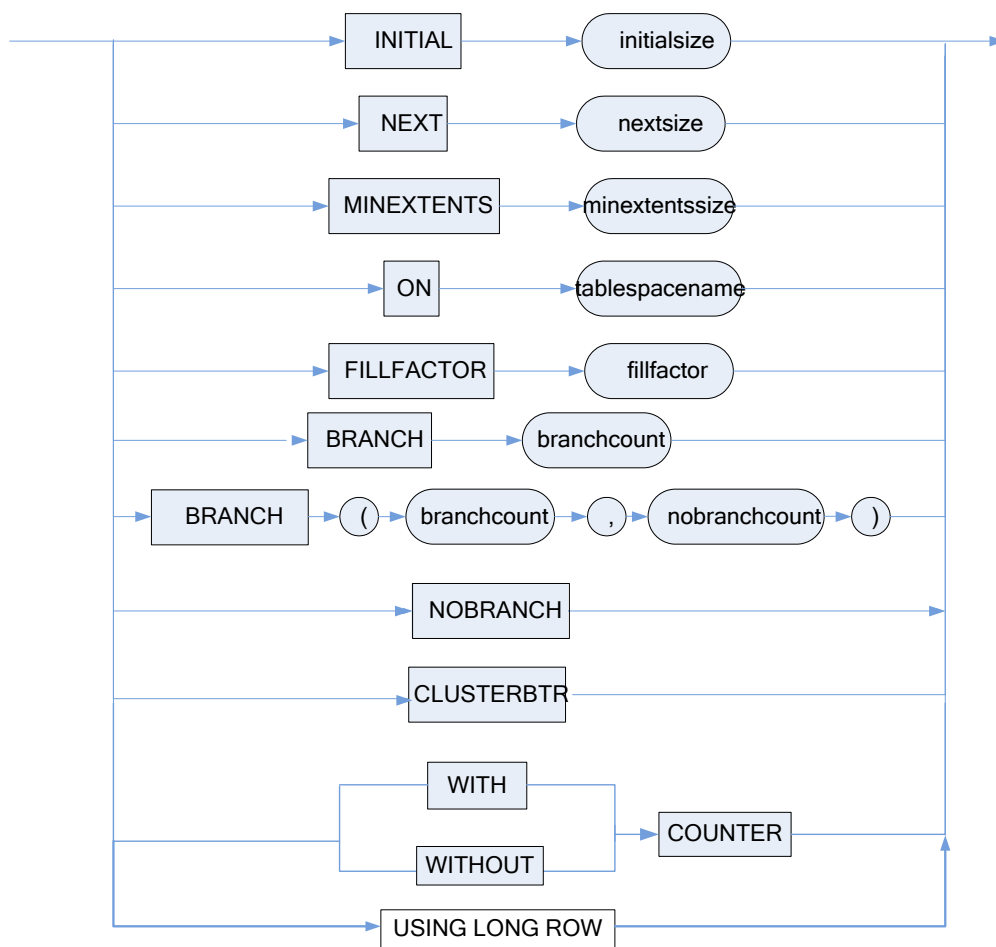 INITIAL initialsize
NEXT nextsize
MINEXTENTS minextentssize
ON tablespacename
FILLFACTOR fillfactor
BRANCH branchcount
BRANCH ( branchcount , nobranchcount )
NOBRANCH
CLUSTERBTR
WITH
COUNTER
WITHOUT
USING LONG ROW